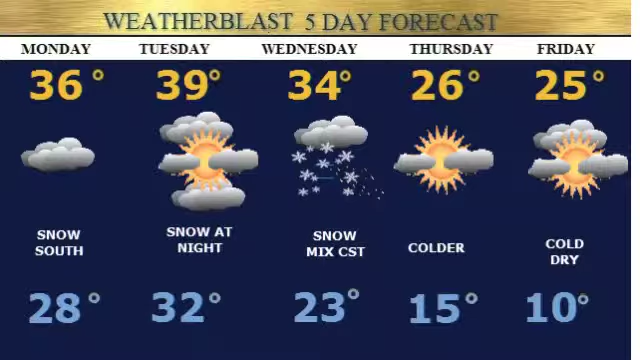 WEATHERBLAST 5 DAY FORECAST
MONDAY TUESDAY WEDNESDAY THURSDAY FRIDAY
36° 39° 34° 26° 25°
SNOW SOUTH
SNOW AT NIGHT
SNOW MIX CST
COLDER
COLD DRY
28° 32° 23° 15° 10°